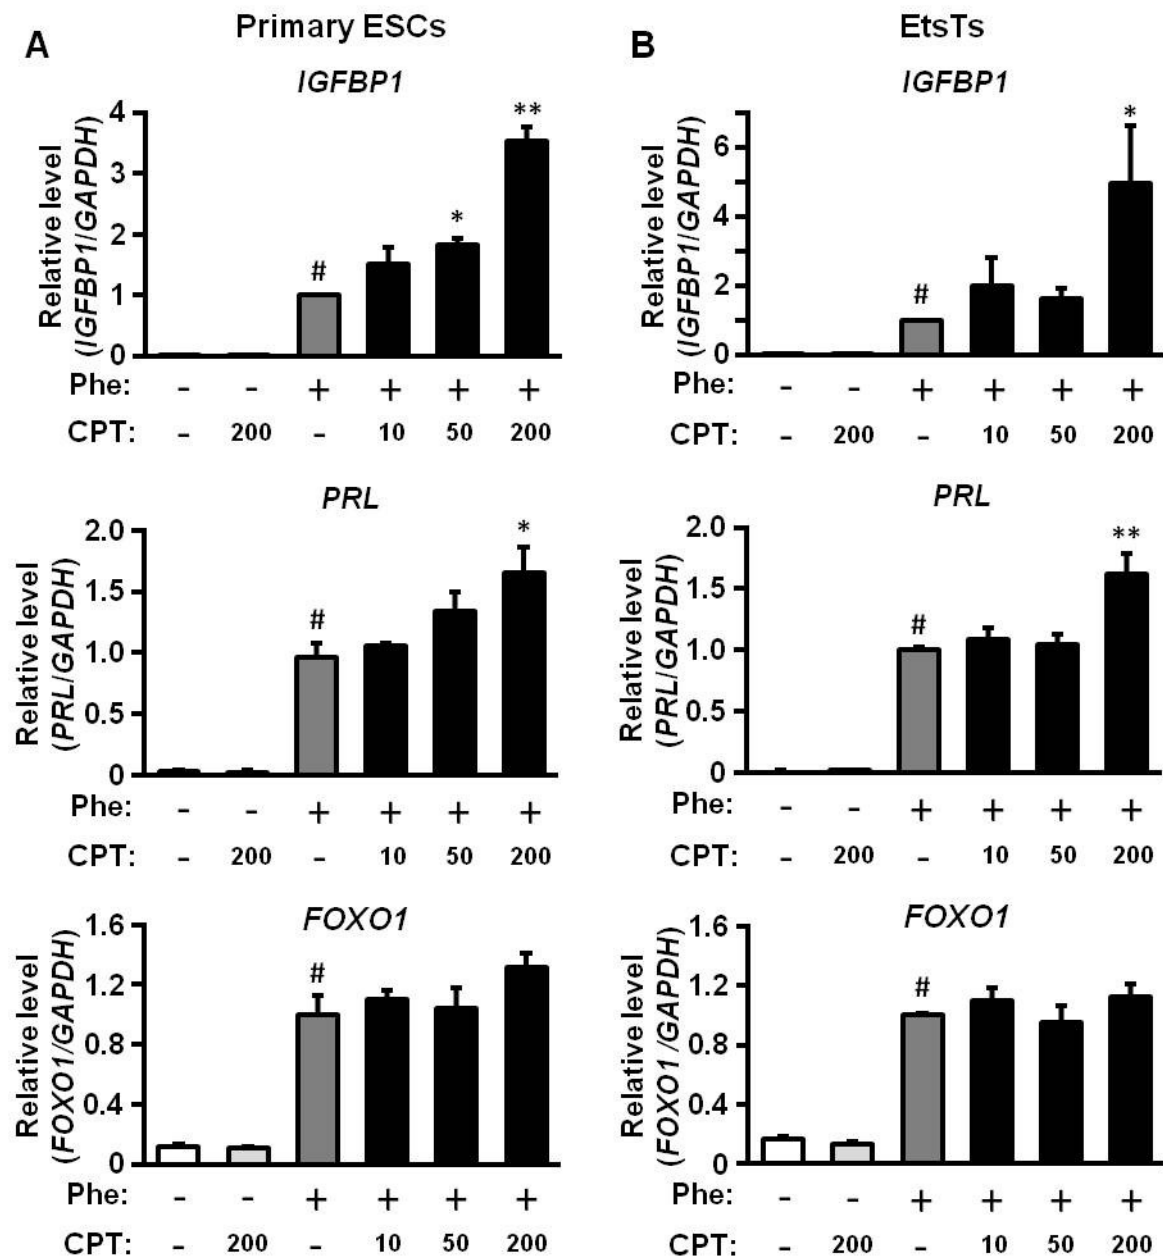 A Primary ESCs
IGFBP1
Relative level
(IGFBP1/GAPDH)
4
3
2
1
0
# * **
Phe: - - + + + +
CPT: - 200 - 10 50 200
PRL
Relative level
(PRL/GAPDH)
2.0
1.5
1.0
0.5
0
# *
Phe: - - + + + +
CPT: - 200 - 10 50 200
FOXO1
Relative level
(FOXO1/GAPDH)
1.6
1.2
0.8
0.4
0
#
Phe: - - + + + +
CPT: - 200 - 10 50 200
B EtsTs
IGFBP1
Relative level
(IGFBP1/GAPDH)
6
4
2
0
# *
Phe: - - + + + +
CPT: - 200 - 10 50 200
PRL
Relative level
(PRL/GAPDH)
2.0
1.5
1.0
0.5
0
# **
Phe: - - + + + +
CPT: - 200 - 10 50 200
FOXO1
Relative level
(FOXO1/GAPDH)
1.6
1.2
0.8
0.4
0
#
Phe: - - + + + +
CPT: - 200 - 10 50 200